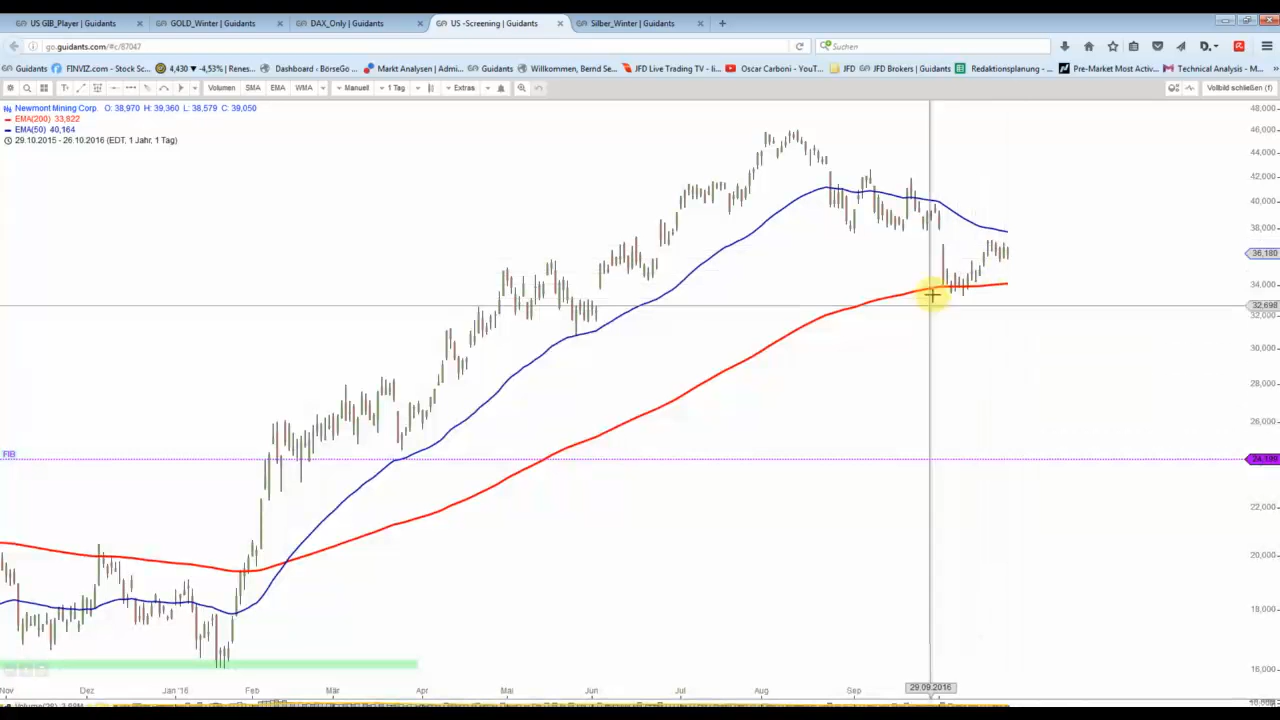 US GIB_Player | Guidants
GOLD_Winter | Guidants
DAX_Only | Guidants
US -Screening | Guidants
Silber_Winter | Guidants
go.guidants.com/#c/87047
Suchen
Guidants
FINVIZ.com - Stock Sc...
4,430 -4,53% | Renes...
Dashboard ‹ BörseGo ...
Markt Analysen | Admi...
Guidants
Willkommen, Bernd Se...
JFD Live Trading TV - li...
Oscar Carboni - YouT...
JFD
JFD Brokers | Guidants
Redaktionsplanung - ...
Pre-Market Most Activ...
Technical Analysis - M...
Volumen SMA EMA WMA Manuell 1 Tag Extras Vollbild schließen (f)
Newmont Mining Corp. O: 38,970 H: 39,360 L: 38,579 C: 39,050
EMA(200) 33,822
EMA(50) 40,164
29.10.2015 - 26.10.2016 (EDT, 1 Jahr, 1 Tag)
48,000
46,000
44,000
42,000
40,000
38,000
36,180
34,000
32,698
32,000
30,000
28,000
26,000
FIB
24,199
22,000
20,000
18,000
16,000
Nov Dez Jan '16 Feb Mär Apr Mai Jun Jul Aug Sep 29.09.2016